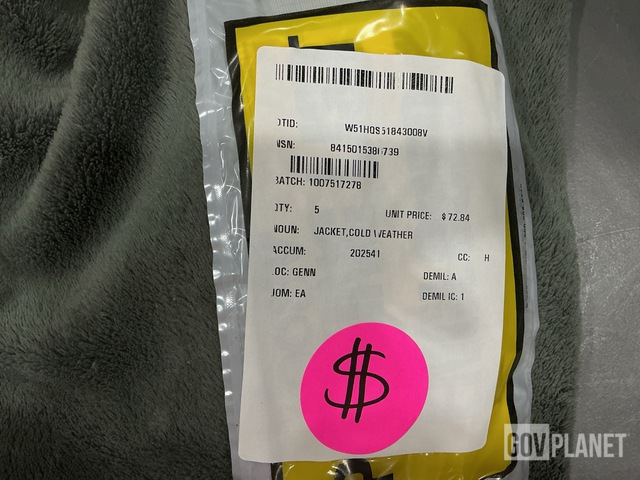 DTID: W51HQS51843008V
NSN: 8415015386739
BATCH: 1007517278
QTY: 5 UNIT PRICE: $ 72.84
NOUN: JACKET,COLD WEATHER
ACCUM: 202541 CC: H
LOC: GENN DEMIL: A
UOM: EA DEMIL IC: 1
$
GOVPLANET